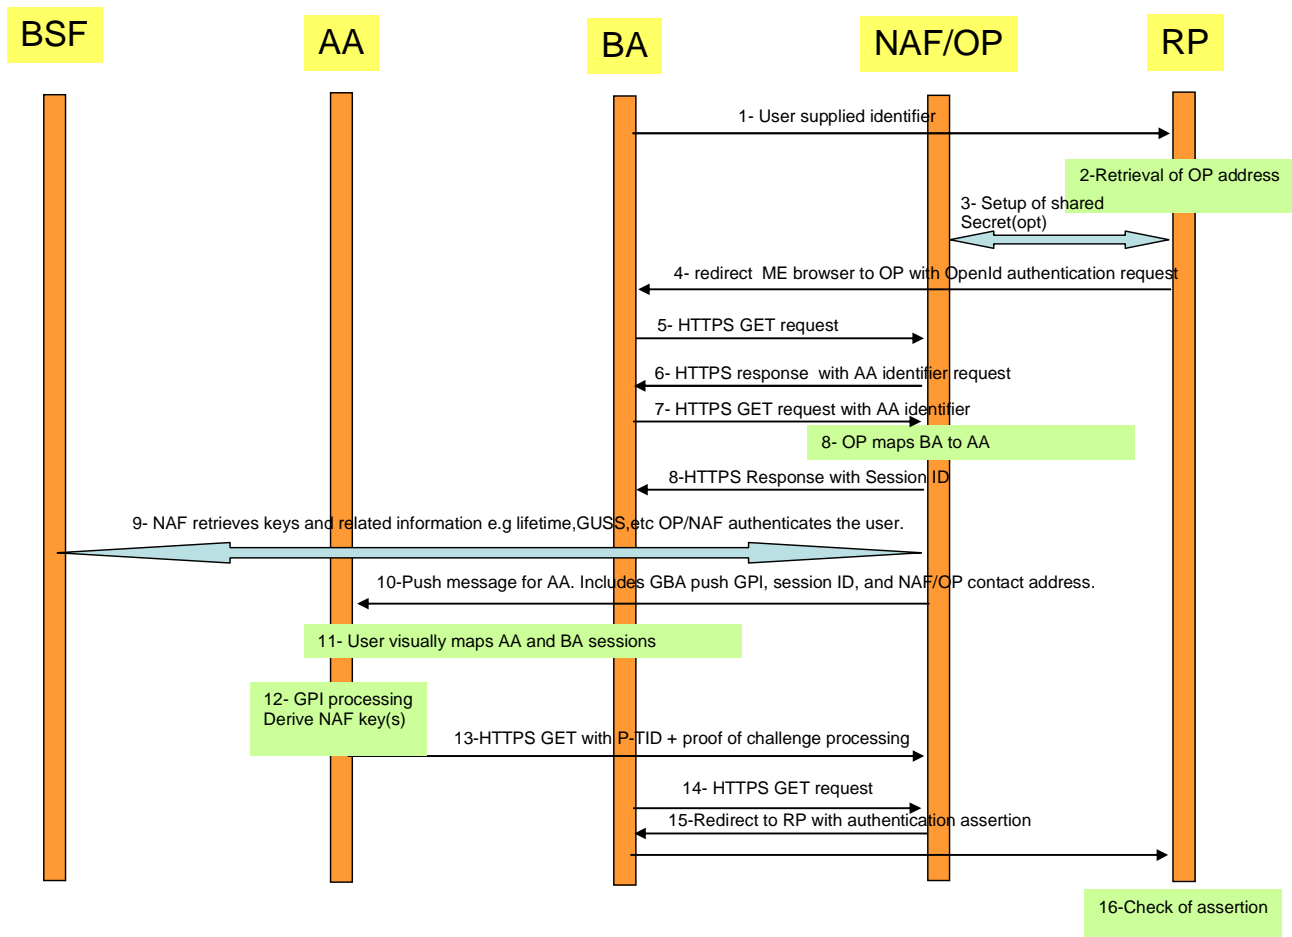 BSF
AA
BA
NAF/OP
RP
1- User supplied identifier
2-Retrieval of OP address
3- Setup of shared
Secret(opt)
4- redirect  ME browser to OP with OpenId authentication request
5- HTTPS GET request
6- HTTPS response  with AA identifier request
7- HTTPS GET request with AA identifier
8- OP maps BA to AA
8-HTTPS Response with Session ID
9- NAF retrieves keys and related information e.g lifetime,GUSS,etc OP/NAF authenticates the user.
10-Push message for AA. Includes GBA push GPI, session ID, and NAF/OP contact address.
11- User visually maps AA and BA sessions
12- GPI processing
Derive NAF key(s)
13-HTTPS GET with P-TID + proof of challenge processing
14- HTTPS GET request
15-Redirect to RP with authentication assertion
16-Check of assertion